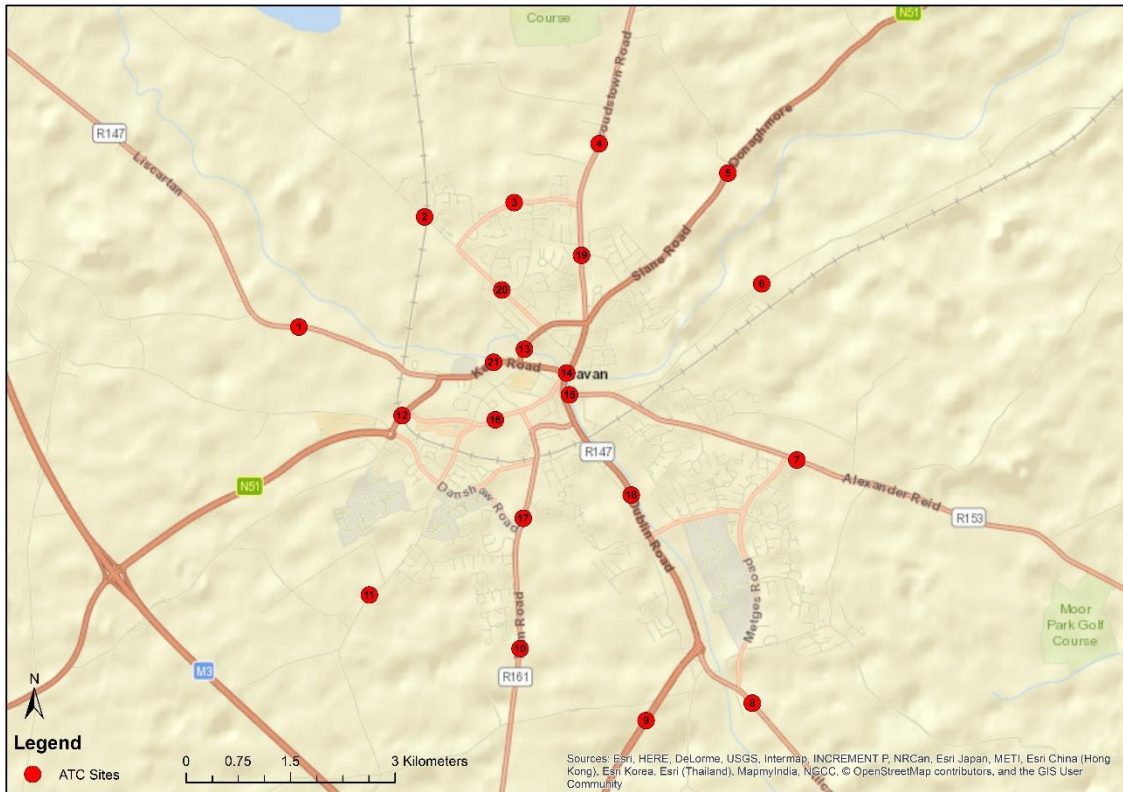 Course
N51
Proudstown Road
R147
Liscartan
Donaghmore
4
5
3
2
Slane Road
19
6
20
1
13
21
14
15
12
16
R147
7
Alexander Reid
R153
N51
Danshaw Road
17
18
Dublin Road
Metges Road
11
10
R161
M3
Moor
Park Golf
Course
8
9
N
Legend
ATC Sites
0 0.75 1.5 3 Kilometers
Sources: Esri, HERE, DeLorme, USGS, Intermap, INCREMENT P, NRCan, Esri Japan, METI, Esri China (Hong
Kong), Esri Korea, Esri (Thailand), MapmyIndia, NGCC, © OpenStreetMap contributors, and the GIS User
Community